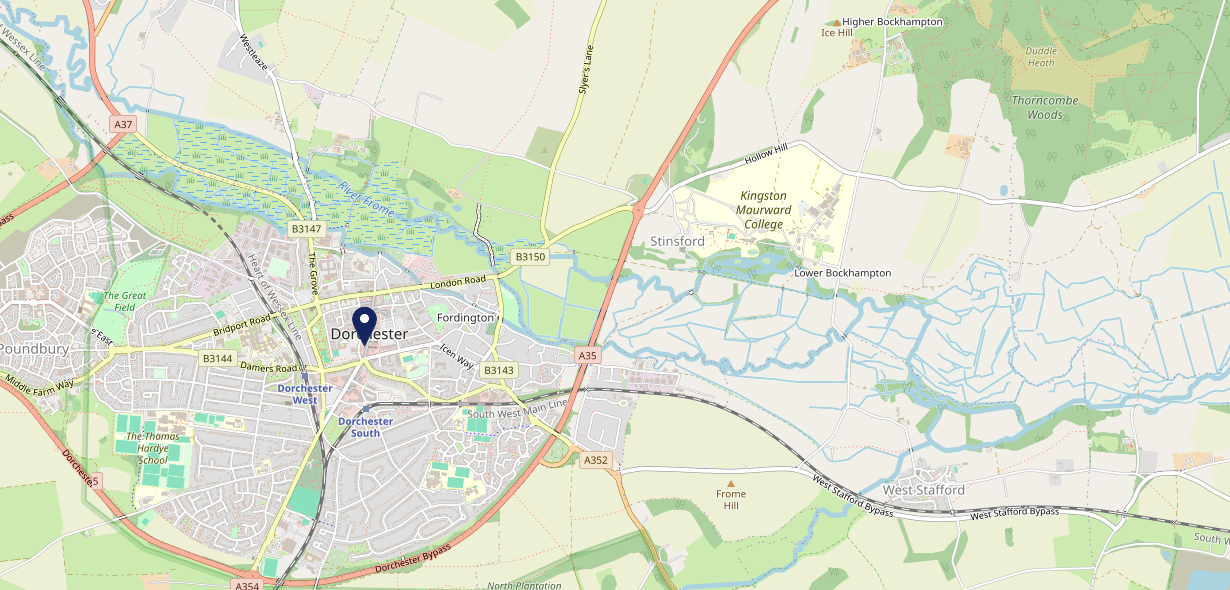 Higher Bockhampton
Ice Hill
Westleaze
Wessex Line
Slyer's Lane
Duddle
Heath
Thorncombe
Woods
A37
Hollow Hill
River Frome
Kingston
Maurward
College
B3147
Stinsford
B3150
The Grove
Heart of Wessex Line
Lower Bockhampton
London Road
The Great
Field
Bridport Road
Fordington
Dorchester
Poundbury
B3144
Damers Road
Icen Way
A35
B3143
Middle Farm Way
Dorchester
West
South West Main Line
Dorchester
South
The Thomas
Hardye
School
A352
Frome
Hill
West Stafford
West Stafford Bypass
West Stafford Bypass
Dorchester Bypass
A354
North Plantation
South W